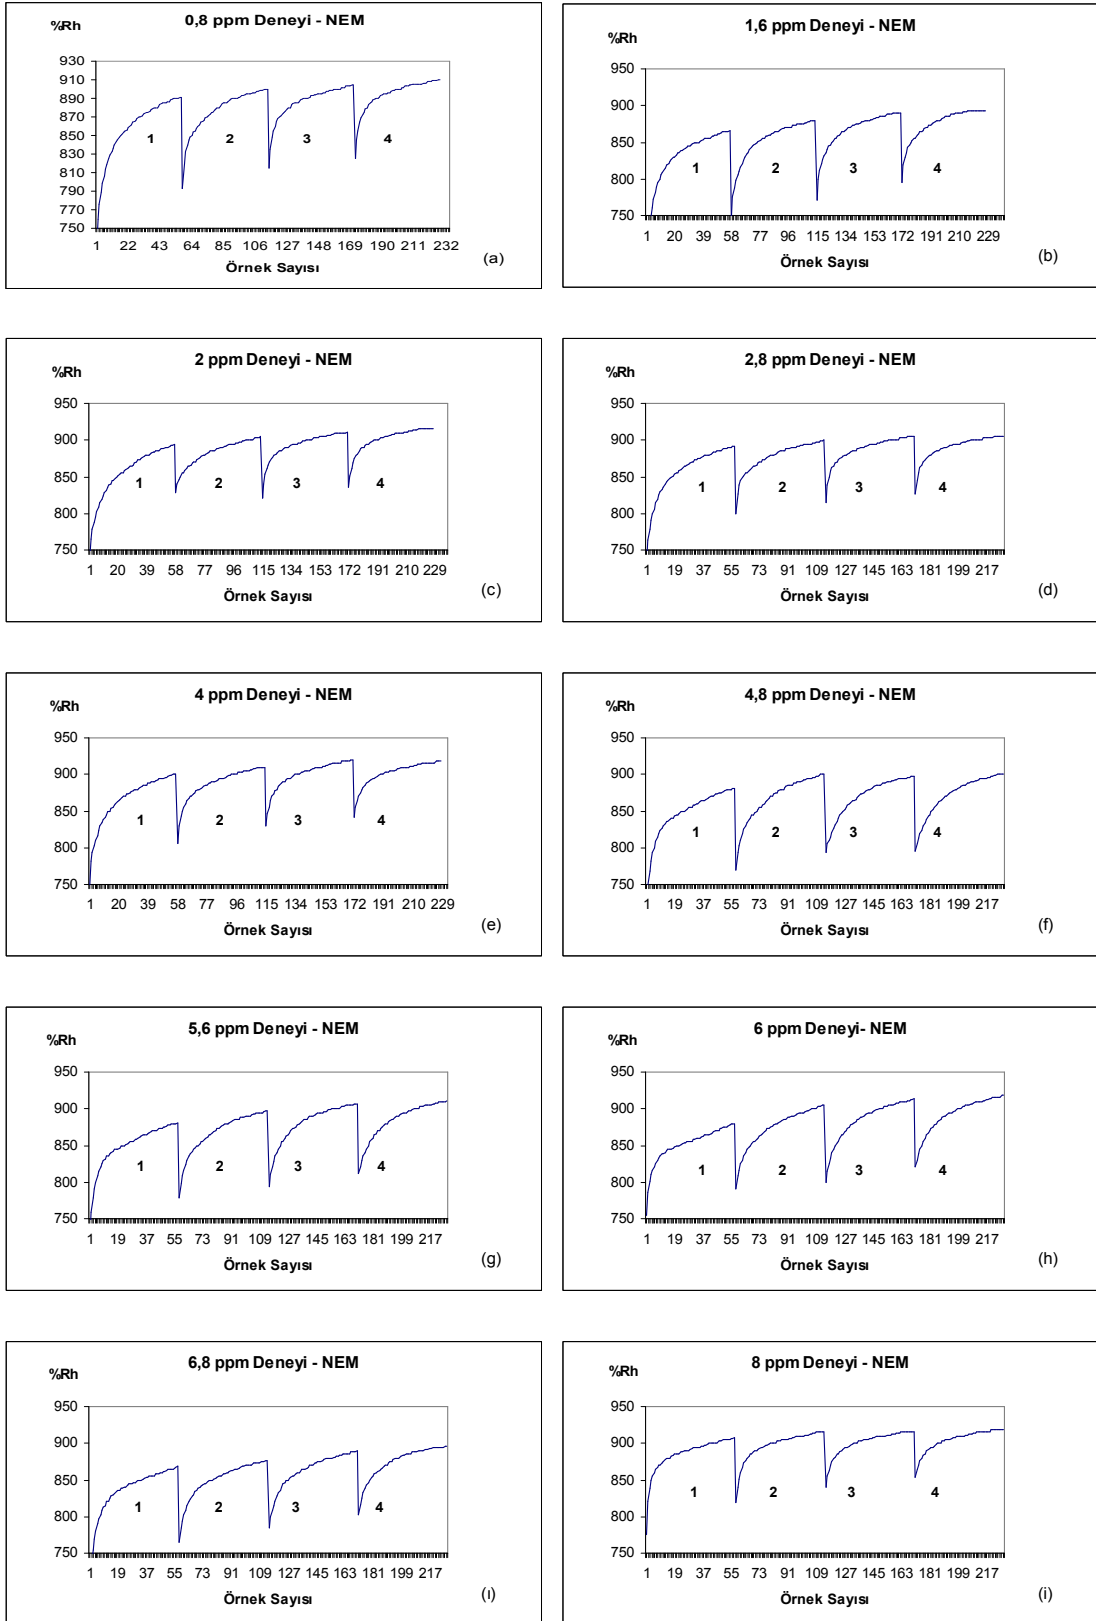 0,8 ppm Deneyi - NEM
%Rh
930
910
890
870
850
830
810
790
770
750
1 2 3 4
1 22 43 64 85 106 127 148 169 190 211 232
Örnek Sayısı
(a)
1,6 ppm Deneyi - NEM
%Rh
950
900
850
800
750
1 2 3 4
1 20 39 58 77 96 115 134 153 172 191 210 229
Örnek Sayısı
(b)
2 ppm Deneyi - NEM
%Rh
950
900
850
800
750
1 2 3 4
1 20 39 58 77 96 115 134 153 172 191 210 229
Örnek Sayısı
(c)
2,8 ppm Deneyi - NEM
%Rh
950
900
850
800
750
1 2 3 4
1 19 37 55 73 91 109 127 145 163 181 199 217
Örnek Sayısı
(d)
4 ppm Deneyi - NEM
%Rh
950
900
850
800
750
1 2 3 4
1 20 39 58 77 96 115 134 153 172 191 210 229
Örnek Sayısı
(e)
4,8 ppm Deneyi - NEM
%Rh
950
900
850
800
750
1 2 3 4
1 19 37 55 73 91 109 127 145 163 181 199 217
Örnek Sayısı
(f)
5,6 ppm Deneyi - NEM
%Rh
950
900
850
800
750
1 2 3 4
1 19 37 55 73 91 109 127 145 163 181 199 217
Örnek Sayısı
(g)
6 ppm Deneyi- NEM
%Rh
950
900
850
800
750
1 2 3 4
1 19 37 55 73 91 109 127 145 163 181 199 217
Örnek Sayısı
(h)
6,8 ppm Deneyi - NEM
%Rh
950
900
850
800
750
1 2 3 4
1 19 37 55 73 91 109 127 145 163 181 199 217
Örnek Sayısı
(ı)
8 ppm Deneyi - NEM
%Rh
950
900
850
800
750
1 2 3 4
1 19 37 55 73 91 109 127 145 163 181 199 217
Örnek Sayısı
(i)